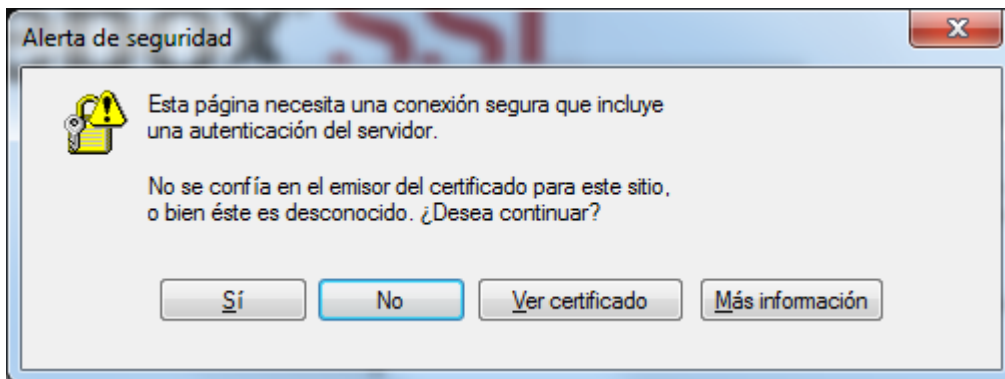 Alerta de seguridad
Esta página necesita una conexión segura que incluye
una autenticación del servidor.
No se confía en el emisor del certificado para este sitio,
o bien éste es desconocido. ¿Desea continuar?
Sí
No
Ver certificado
Más información